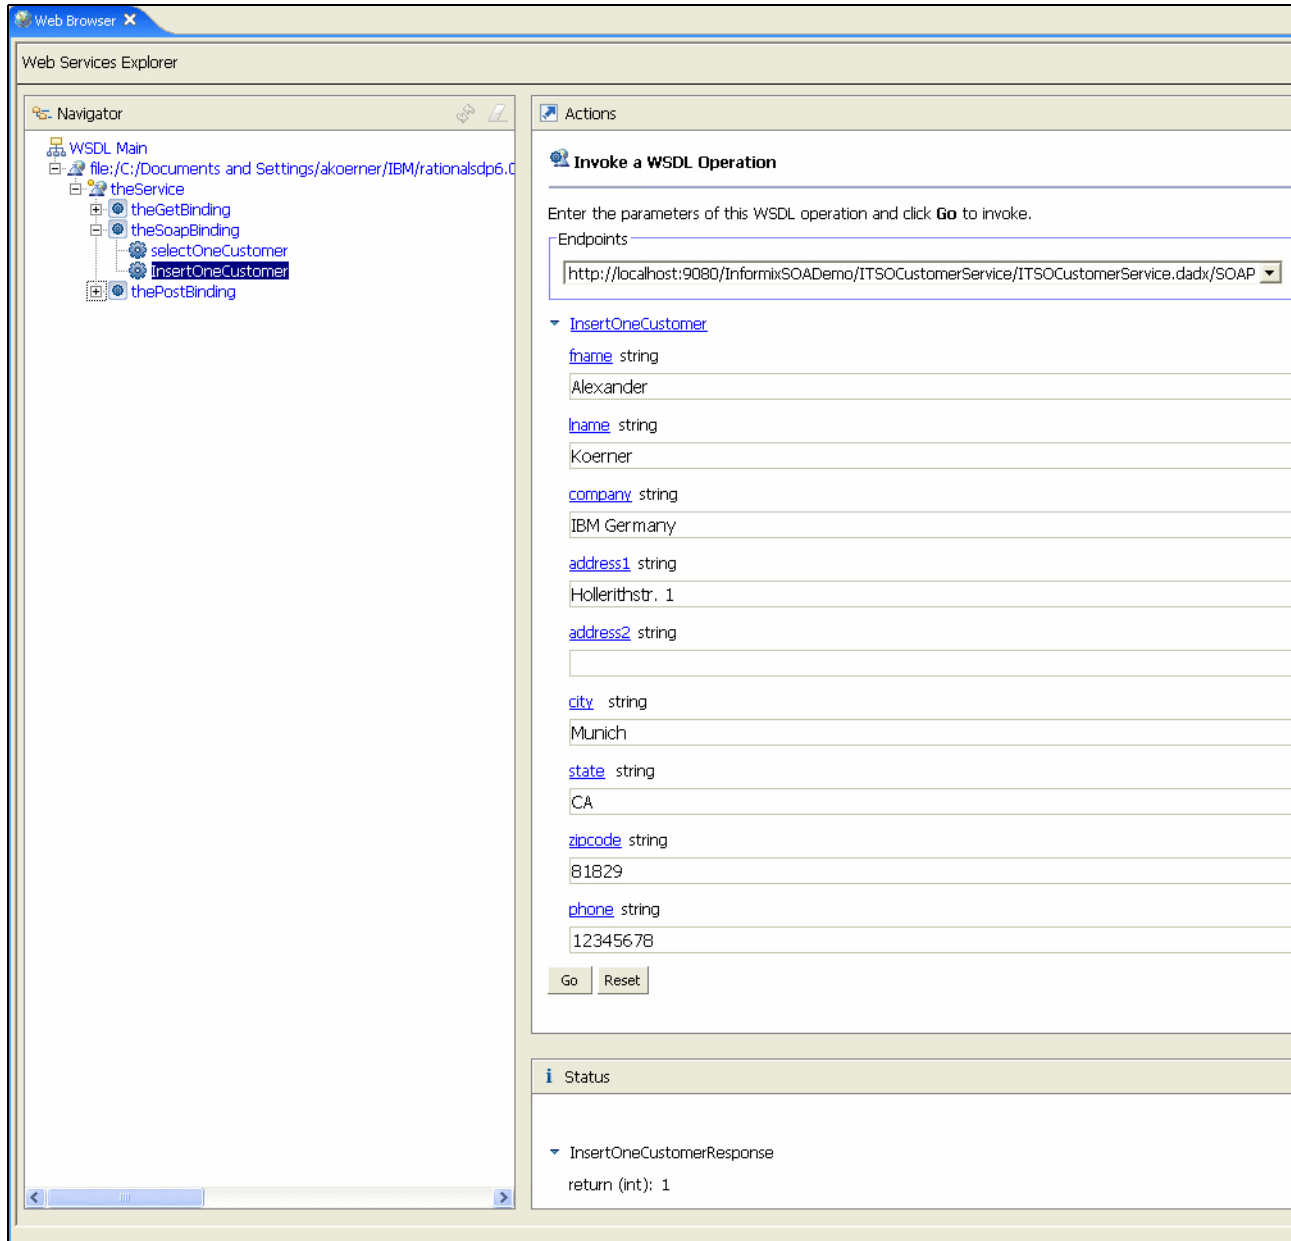 Web Browser
Web Services Explorer
Navigator
WSDL Main
file:/C:/Documents and Settings/akoerner/IBM/rationalsdp6.0
theService
theGetBinding
theSoapBinding
selectOneCustomer
InsertOneCustomer
thePostBinding
Actions
Invoke a WSDL Operation
Enter the parameters of this WSDL operation and click Go to invoke.
Endpoints
http://localhost:9080/InformixSOADemo/ITSOCustomerService/ITSOCustomerService.dadx/SOAP
InsertOneCustomer
fname string
Alexander
lname string
Koerner
company string
IBM Germany
address1 string
Hollerithstr. 1
address2 string
city string
Munich
state string
CA
zipcode string
81829
phone string
12345678
Go Reset
Status
InsertOneCustomerResponse
return (int): 1